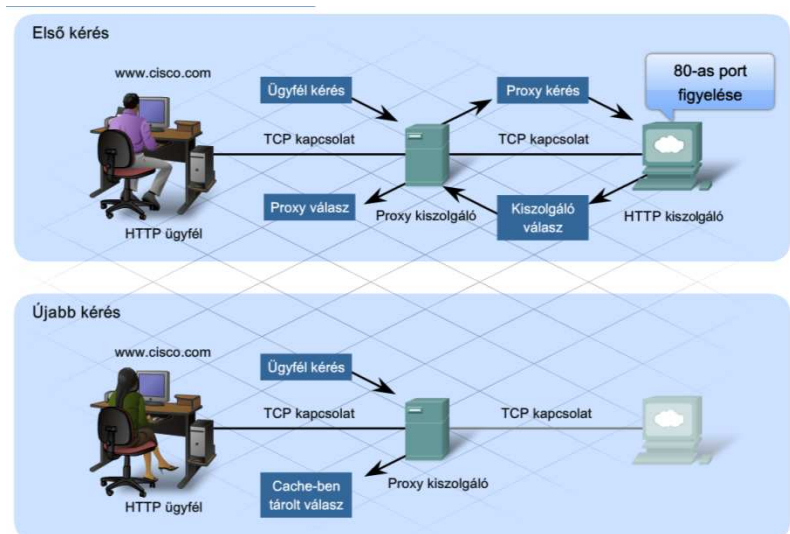 Első kérés
www.cisco.com
Ügyfél kérés
Proxy kérés
80-as port
figyelése
TCP kapcsolat
TCP kapcsolat
Proxy válasz
Proxy kiszolgáló
Kiszolgáló
válasz
HTTP kiszolgáló
HTTP ügyfél
Újabb kérés
www.cisco.com
Ügyfél kérés
TCP kapcsolat
TCP kapcsolat
Cache-ben
tárolt válasz
Proxy kiszolgáló
HTTP ügyfél